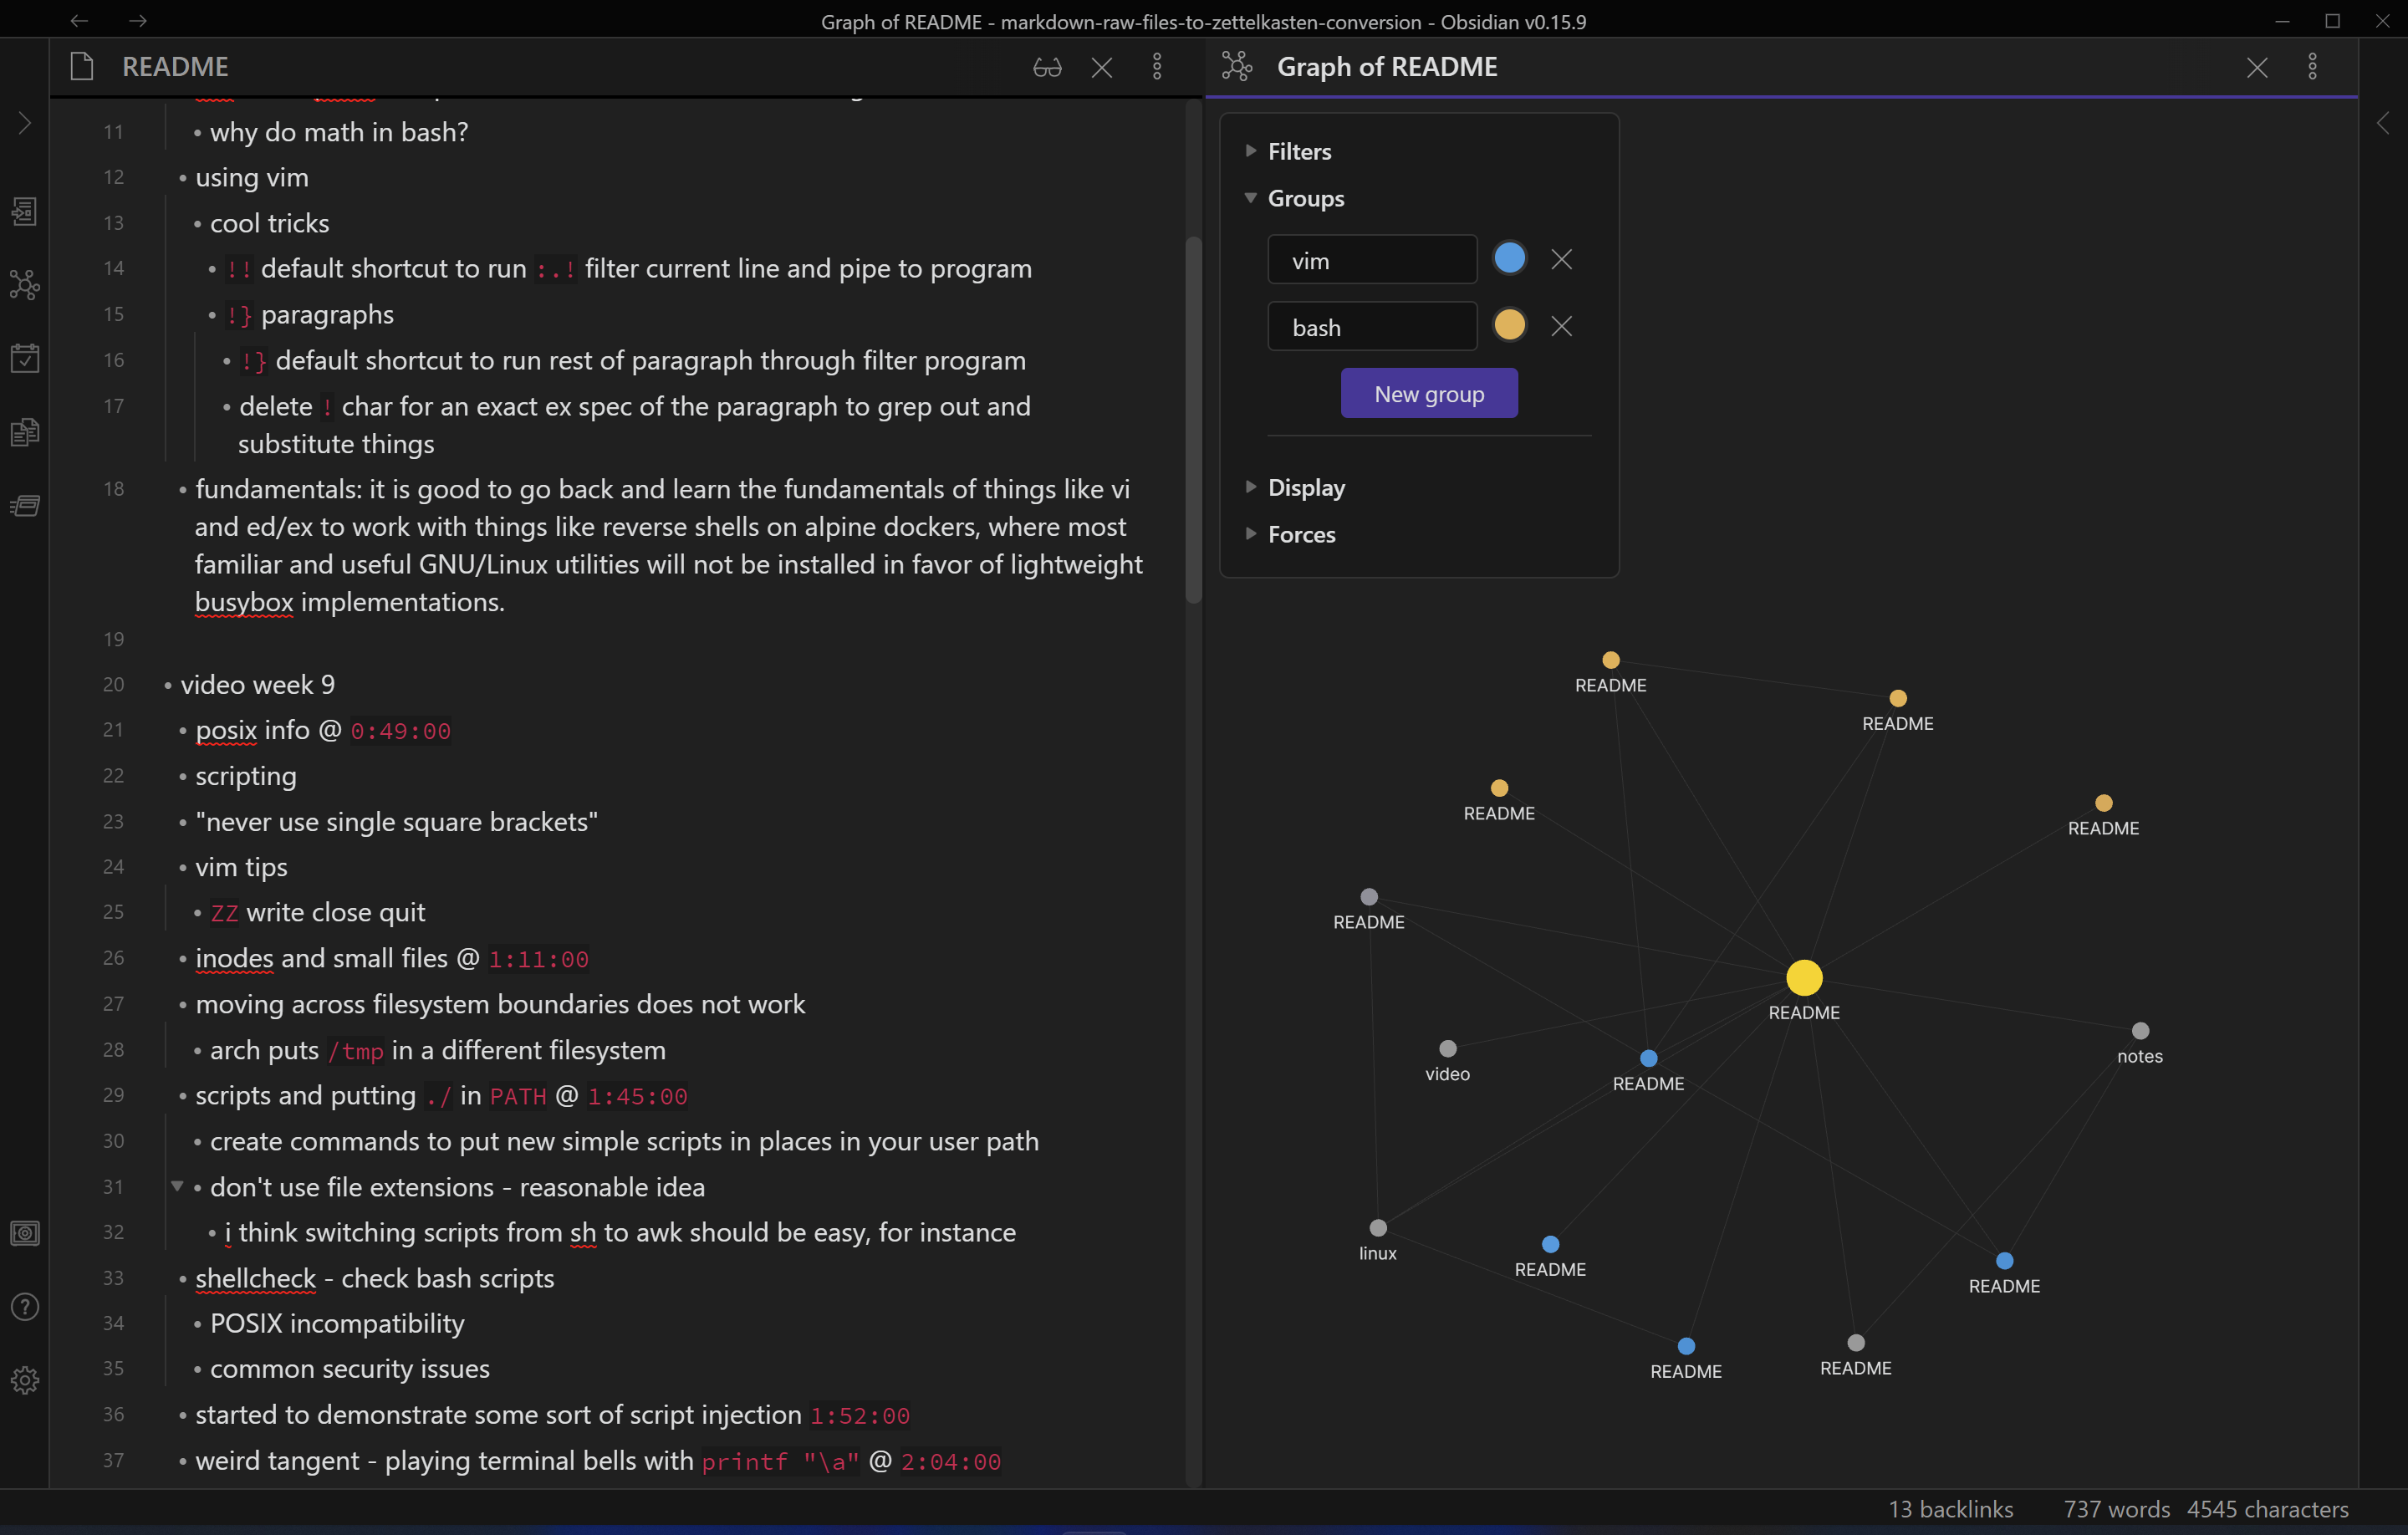 Graph of README - markdown-raw-files-to-zettelkasten-conversion - Obsidian v0.15.9
README
11 • why do math in bash?
12 • using vim
13 • cool tricks
14 • !! default shortcut to run :.! filter current line and pipe to program
15 • !} paragraphs
16 • !} default shortcut to run rest of paragraph through filter program
17 • delete ! char for an exact ex spec of the paragraph to grep out and
substitute things
18 • fundamentals: it is good to go back and learn the fundamentals of things like vi
and ed/ex to work with things like reverse shells on alpine dockers, where most
familiar and useful GNU/Linux utilities will not be installed in favor of lightweight
busybox implementations.
19
20 • video week 9
21 • posix info @ 0:49:00
22 • scripting
23 • "never use single square brackets"
24 • vim tips
25 • ZZ write close quit
26 • inodes and small files @ 1:11:00
27 • moving across filesystem boundaries does not work
28 • arch puts /tmp in a different filesystem
29 • scripts and putting ./ in PATH @ 1:45:00
30 • create commands to put new simple scripts in places in your user path
31 • don't use file extensions - reasonable idea
32 • i think switching scripts from sh to awk should be easy, for instance
33 • shellcheck - check bash scripts
34 • POSIX incompatibility
35 • common security issues
36 • started to demonstrate some sort of script injection 1:52:00
37 • weird tangent - playing terminal bells with printf "\a" @ 2:04:00
Graph of README
Filters
Groups
vim
bash
New group
Display
Forces
README
README
README
README
README
README
video
README
notes
linux
README
README
README
README
13 backlinks 737 words 4545 characters